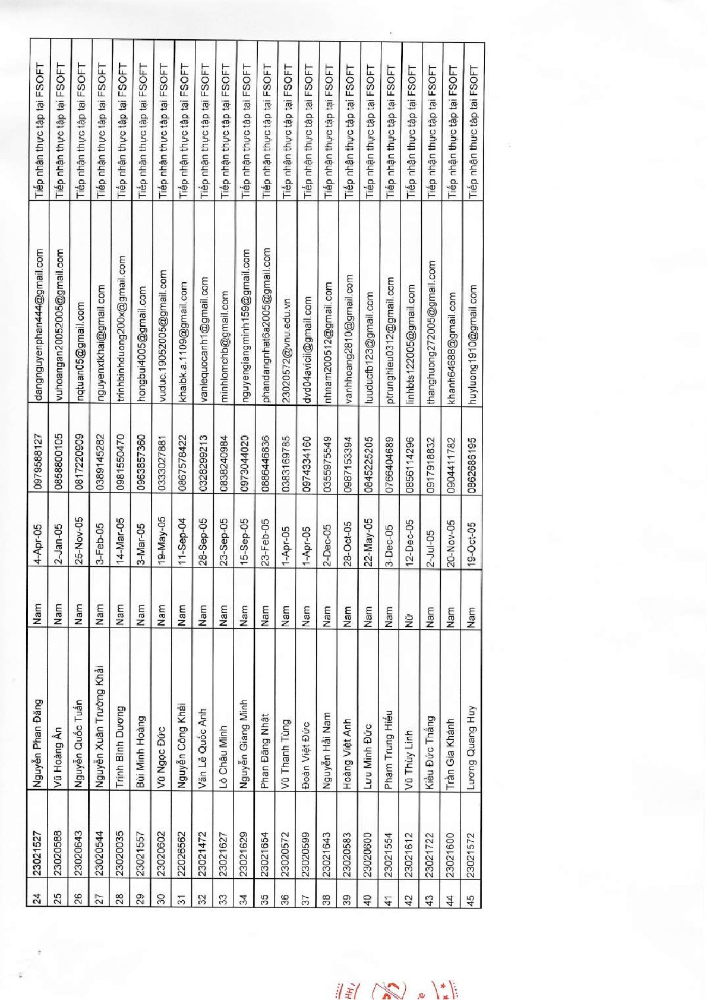 24 23021527 Nguyễn Phan Đăng Nam 4-Apr-05 0979588127 dangnguyenphan444@gmail.com Tiếp nhận thực tập tại FSOFT
25 23020588 Vũ Hoàng Ân Nam 2-Jan-05 0858800105 vuhoangan20052005@gmail.com Tiếp nhận thực tập tại FSOFT
26 23020643 Nguyễn Quốc Tuấn Nam 25-Nov-05 0817220909 nqtuan05@gmail.com Tiếp nhận thực tập tại FSOFT
27 23020544 Nguyễn Xuân Trường Khải Nam 3-Feb-05 0389145282 nguyenxtkhai@gmail.com Tiếp nhận thực tập tại FSOFT
28 23020035 Trịnh Bình Dương Nam 14-Mar-05 0981550470 trinhbinhduong200x@gmail.com Tiếp nhận thực tập tại FSOFT
29 23021557 Bùi Minh Hoàng Nam 3-Mar-05 0963857360 hongbui4005@gmail.com Tiếp nhận thực tập tại FSOFT
30 23020602 Vũ Ngọc Đức Nam 19-May-05 0333027881 vuduc.19052005@gmail.com Tiếp nhận thực tập tại FSOFT
31 22026562 Nguyễn Công Khải Nam 11-Sep-04 0867578422 khaibk.a.1109@gmail.com Tiếp nhận thực tập tại FSOFT
32 23021472 Văn Lê Quốc Anh Nam 28-Sep-05 0328299213 vanlequocanh1@gmail.com Tiếp nhận thực tập tại FSOFT
33 23021627 Lò Châu Minh Nam 23-Sep-05 0838240984 minhlomchb@gmail.com Tiếp nhận thực tập tại FSOFT
34 23021629 Nguyễn Giang Minh Nam 15-Sep-05 0973044020 nguyengiangminh159@gmail.com Tiếp nhận thực tập tại FSOFT
35 23021654 Phan Đăng Nhật Nam 23-Feb-05 0886446836 phandangnhat6a2005@gmail.com Tiếp nhận thực tập tại FSOFT
36 23020572 Vũ Thanh Tùng Nam 1-Apr-05 0383169785 23020572@vnu.edu.vn Tiếp nhận thực tập tại FSOFT
37 23020599 Đoàn Việt Đức Nam 1-Apr-05 0974334160 dvd04avicii@gmail.com Tiếp nhận thực tập tại FSOFT
38 23021643 Nguyễn Hải Nam Nam 2-Dec-05 0355975549 nhnam200512@gmail.com Tiếp nhận thực tập tại FSOFT
39 23020583 Hoàng Việt Anh Nam 28-Oct-05 0987153394 vanhhoang2810@gmail.com Tiếp nhận thực tập tại FSOFT
40 23020600 Lưu Minh Đức Nam 22-May-05 0845225205 luuducfb123@gmail.com Tiếp nhận thực tập tại FSOFT
41 23021554 Phạm Trung Hiếu Nam 3-Dec-05 0766404689 ptrunghieu0312@gmail.com Tiếp nhận thực tập tại FSOFT
42 23021612 Vũ Thùy Linh Nữ 12-Dec-05 0856114296 linhbts122005@gmail.com Tiếp nhận thực tập tại FSOFT
43 23021722 Kiều Đức Thắng Nam 2-Jul-05 0917918832 thanghuong272005@gmail.com Tiếp nhận thực tập tại FSOFT
44 23021600 Trần Gia Khánh Nam 20-Nov-05 0904411782 khanh64688@gmail.com Tiếp nhận thực tập tại FSOFT
45 23021572 Lương Quang Huy Nam 19-Oct-05 0862686195 huyluong1910@gmail.com Tiếp nhận thực tập tại FSOFT